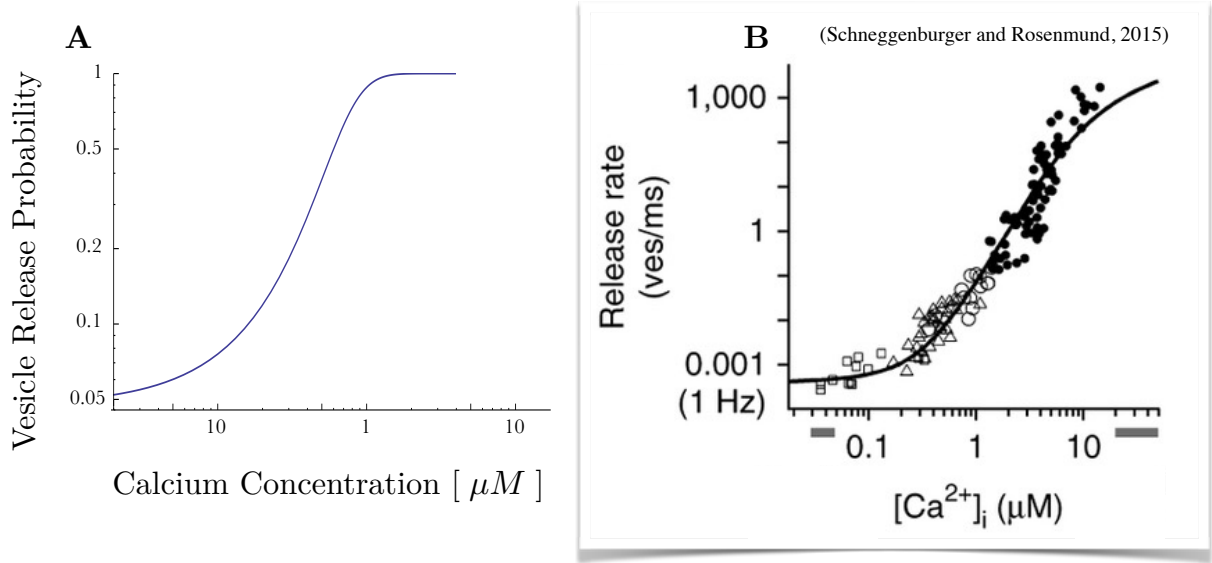 A
Vesicle Release Probability
1
0.5
0.2
0.1
0.05
10 1 10
Calcium Concentration [ μM ]
B
(Schneggenburger and Rosenmund, 2015)
Release rate
(ves/ms)
1,000
1
0.001
(1 Hz)
0.1 1 10
[Ca²⁺]ᵢ (μM)